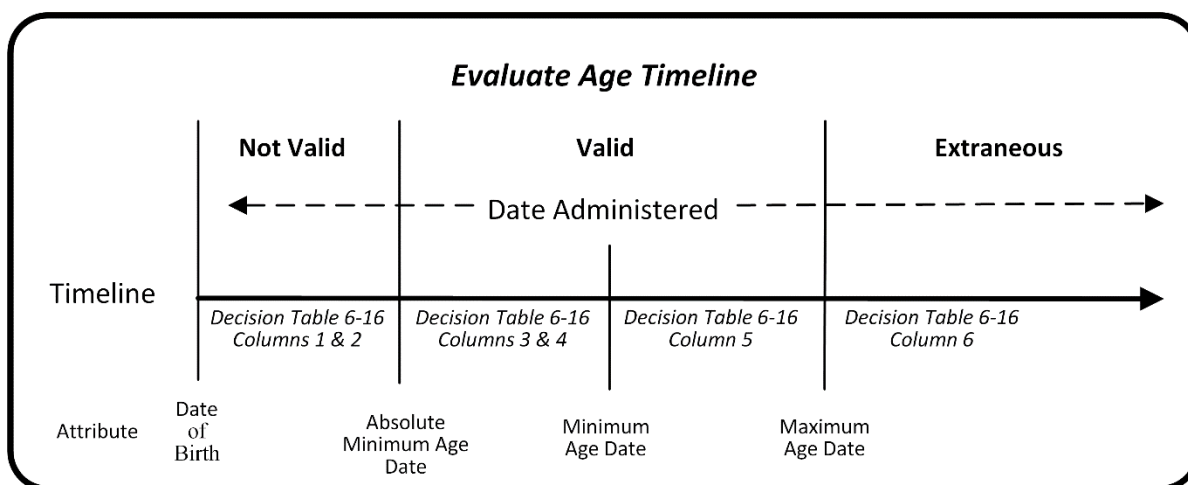 Evaluate Age Timeline
Not Valid
Valid
Extraneous
Date Administered
Timeline
Decision Table 6-16
Columns 1 & 2
Decision Table 6-16
Columns 3 & 4
Decision Table 6-16
Column 5
Decision Table 6-16
Column 6
Attribute
Date
of
Birth
Absolute
Minimum Age
Date
Minimum
Age Date
Maximum
Age Date